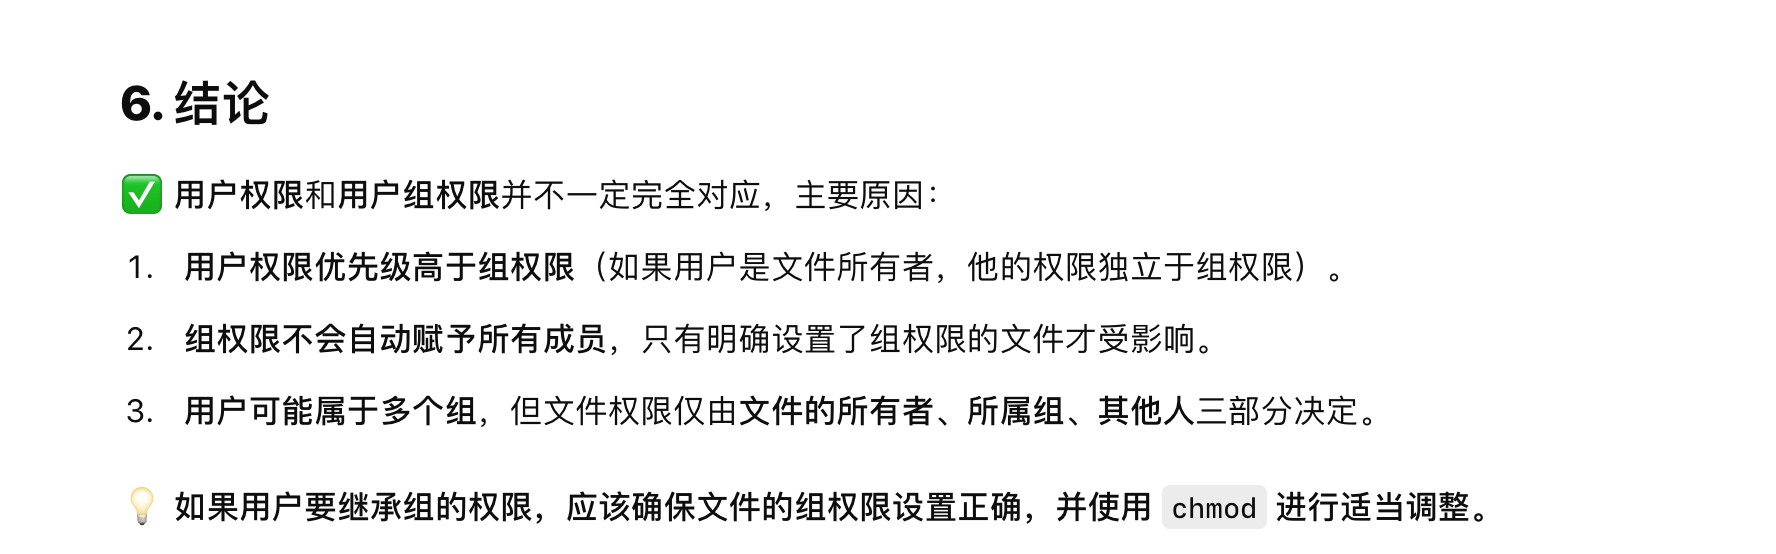 6. 结论
✅ 用户权限和用户组权限并不一定完全对应，主要原因：
1. 用户权限优先级高于组权限（如果用户是文件所有者，他的权限独立于组权限）。
2. 组权限不会自动赋予所有成员，只有明确设置了组权限的文件才受影响。
3. 用户可能属于多个组，但文件权限仅由文件的所有者、所属组、其他人三部分决定。
💡 如果用户要继承组的权限，应该确保文件的组权限设置正确，并使用 chmod 进行适当调整。